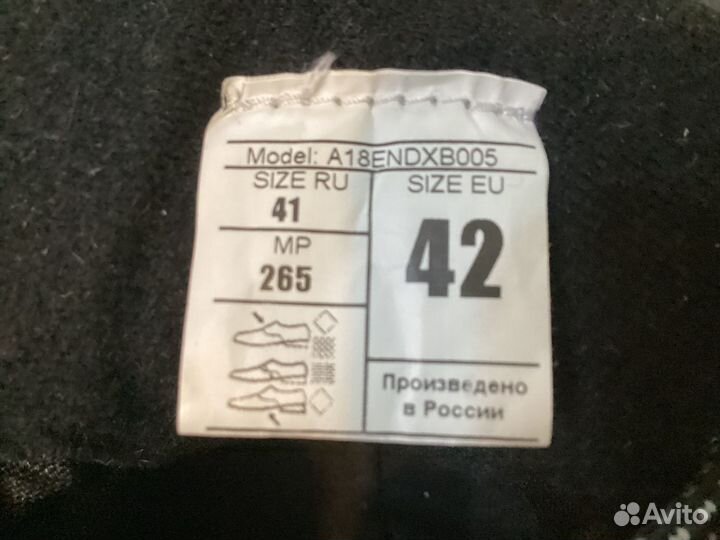 Model: A18ENDXB005
SIZE RU
41
MP
265
SIZE EU
42
Произведено
в России
Avito